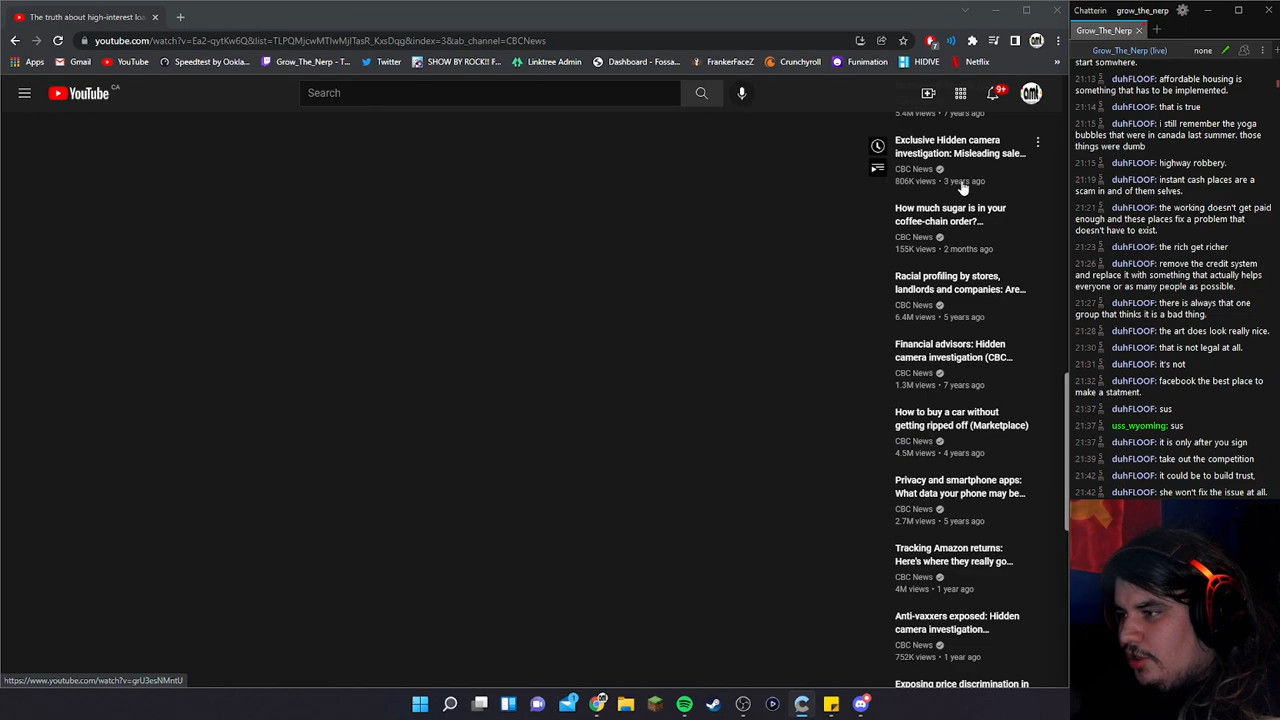 The truth about high-interest loa
Chatterin
grow_the_nerp
youtube.com/watch?v=Ea2-qytKw6Q&list=TLPQMjcwMTIwMjlTasR_KxsDqg&index=3&ab_channel=CBCNews
Grow_The_Nerp
Grow_The_Nerp (live)
none
Apps
Gmail
YouTube
Speedtest by Ookla...
Grow_The_Nerp - T...
Twitter
SHOW BY ROCK!! F...
Linktree Admin
Dashboard - Fossa...
FrankerFaceZ
Crunchyroll
Funimation
HIDIVE
Netflix
YouTube CA
Search
9+
5.4M views • 7 years ago
Exclusive Hidden camera
investigation: Misleading sale...
CBC News
806K views • 3 years ago
How much sugar is in your
coffee-chain order?...
CBC News
155K views • 2 months ago
Racial profiling by stores,
landlords and companies: Are...
CBC News
6.4M views • 5 years ago
Financial advisors: Hidden
camera investigation (CBC...
CBC News
1.3M views • 7 years ago
How to buy a car without
getting ripped off (Marketplace)
CBC News
4.5M views • 4 years ago
Privacy and smartphone apps:
What data your phone may be...
CBC News
2.7M views • 5 years ago
Tracking Amazon returns:
Here's where they really go...
CBC News
4M views • 1 year ago
Anti-vaxxers exposed: Hidden
camera investigation...
CBC News
752K views • 1 year ago
Exposing price discrimination in
https://www.youtube.com/watch?v=grU3esNMntU
start somwhere.
21:13 duhFLOOF: affordable housing is
something that has to be implemented.
21:14 duhFLOOF: that is true
21:15 duhFLOOF: i still remember the yoga
bubbles that were in canada last summer. those
things were dumb
21:15 duhFLOOF: highway robbery.
21:19 duhFLOOF: instant cash places are a
scam in and of them selves.
21:21 duhFLOOF: the working doesn't get paid
enough and these places fix a problem that
doesn't have to exist.
21:23 duhFLOOF: the rich get richer
21:26 duhFLOOF: remove the credit system
and replace it with something that actually helps
everyone or as many people as possible.
21:27 duhFLOOF: there is always that one
group that thinks it is a bad thing.
21:28 duhFLOOF: the art does look really nice.
21:30 duhFLOOF: that is not legal at all.
21:31 duhFLOOF: it's not
21:32 duhFLOOF: facebook the best place to
make a statment.
21:37 duhFLOOF: sus
21:37 uss_wyoming: sus
21:37 duhFLOOF: it is only after you sign
21:39 duhFLOOF: take out the competition
21:42 duhFLOOF: it could be to build trust,
21:42 duhFLOOF: she won't fix the issue at all.